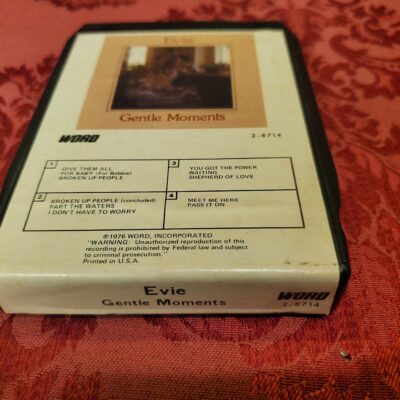 Evie
Gentle Moments
WORD
2-8714
1
GIVE THEM ALL
FOR BABY (For Bobbie)
BROKEN UP PEOPLE
3
YOU GOT THE POWER
WAITING
SHEPHERD OF LOVE
2
BROKEN UP PEOPLE (concluded)
PART THE WATERS
I DON'T HAVE TO WORRY
4
MEET ME HERE
PASS IT ON
℗1976 WORD, INCORPORATED
"WARNING: Unauthorized reproduction of this
recording is prohibited by Federal law and subject
to criminal prosecution."
Printed in U.S.A.
Evie
Gentle Moments
WORD
2-8714